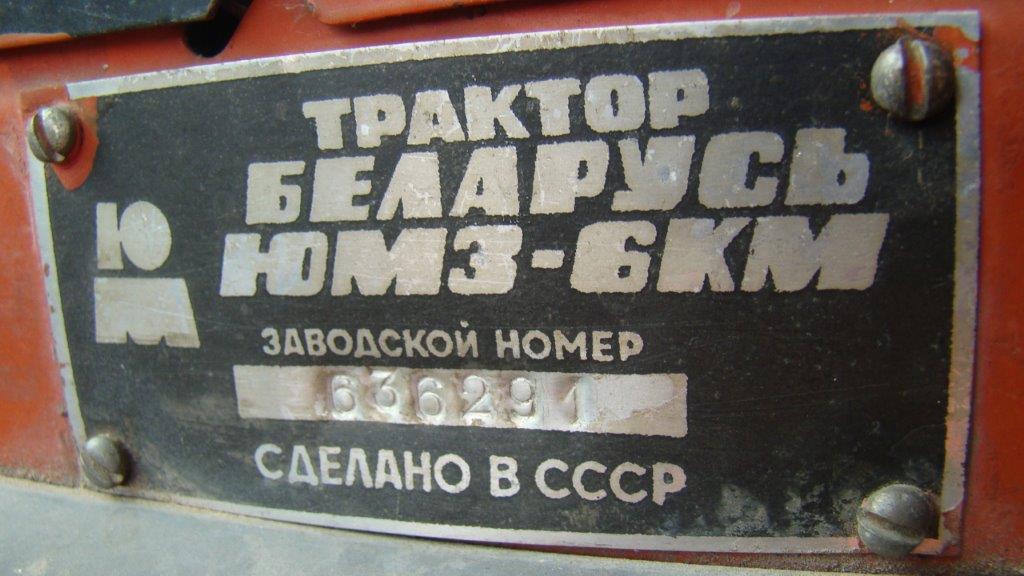 ТРАКТОР
БЕЛАРУСЬ
ЮМЗ-6КМ
Ю
М
ЗАВОДСКОЙ НОМЕР
636291
СДЕЛАНО В СССР